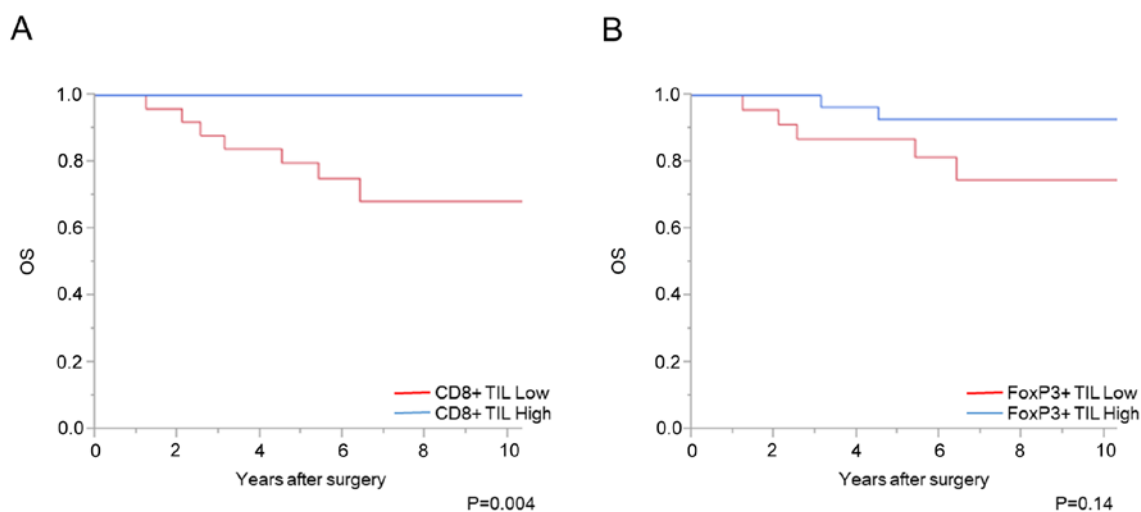 A
1.0
0.8
0.6
0.4
0.2
0.0
OS
0
2
4
6
8
10
Years after surgery
CD8+ TIL Low
CD8+ TIL High
P=0.004
B
1.0
0.8
0.6
0.4
0.2
0.0
OS
0
2
4
6
8
10
Years after surgery
FoxP3+ TIL Low
FoxP3+ TIL High
P=0.14